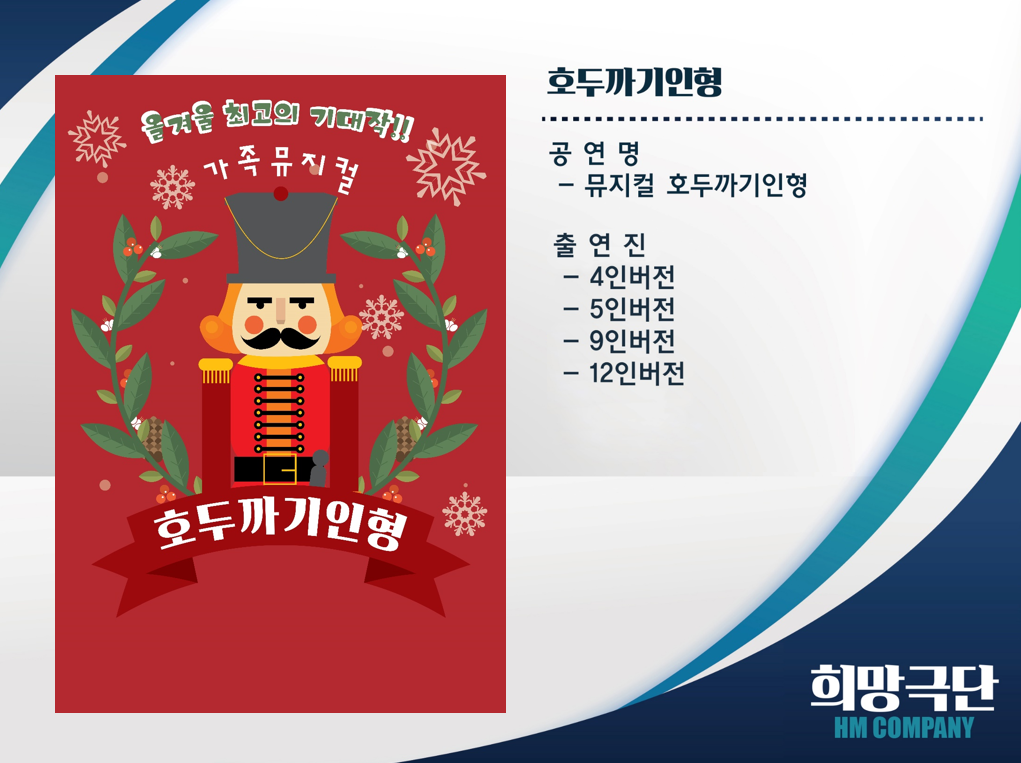 올겨울 최고의 기대작!!
가족뮤지컬
호두까기인형
호두까기인형
공 연 명
- 뮤지컬 호두까기인형
출 연 진
- 4인버전
- 5인버전
- 9인버전
- 12인버전
희망극단
HM COMPANY